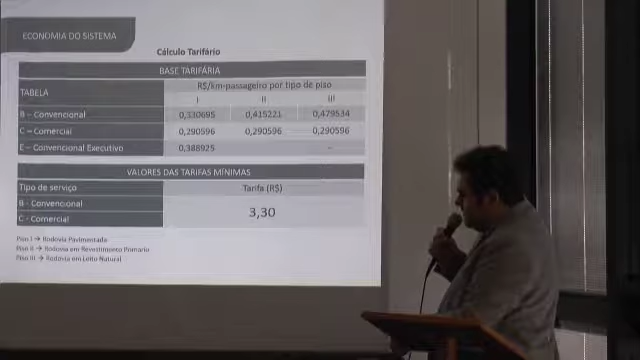 ECONOMIA DO SISTEMA
Cálculo Tarifário
BASE TARIFÁRIA
TABELA
R$/km-passageiro por tipo de piso
I II III
B – Convencional 0,330695 0,415221 0,479534
C – Comercial 0,290596 0,290596 0,290596
E – Convencional Executivo 0,388925 -
VALORES DAS TARIFAS MÍNIMAS
Tipo de serviço Tarifa (R$)
B - Convencional
C - Comercial
3,30
Piso I → Rodovia Pavimentada
Piso II → Rodovia em Revestimento Primário
Piso III → Rodovia em Leito Natural